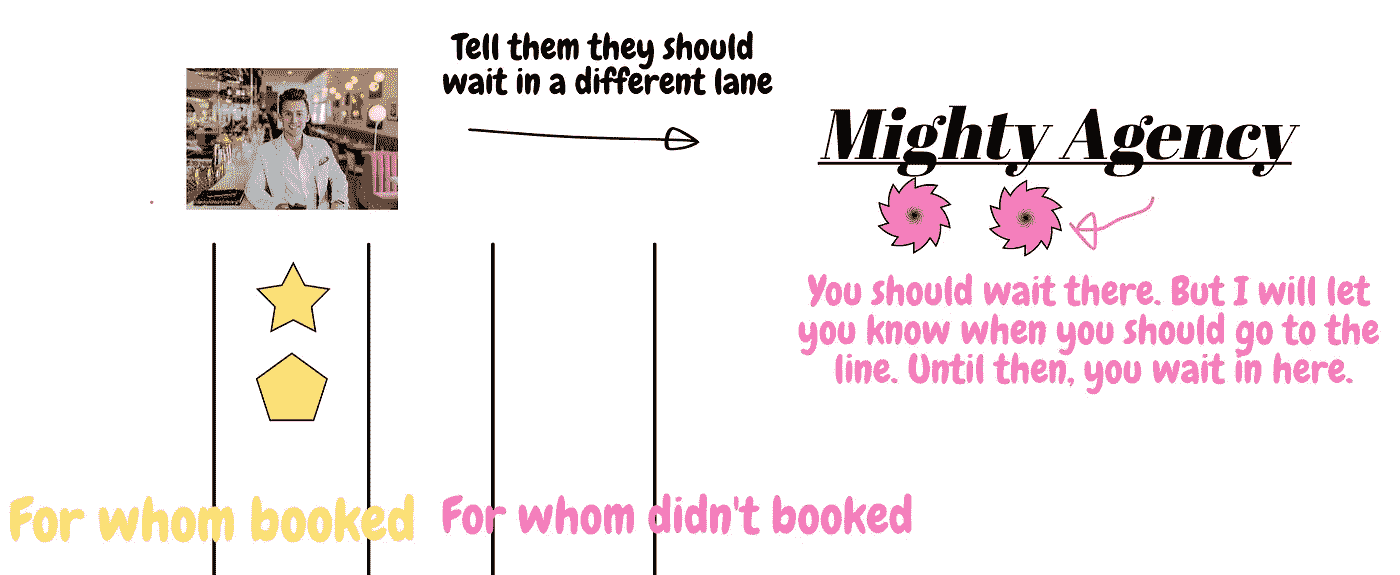 Tell them they should
wait in a different lane
Mighty Agency
You should wait there. But I will let
you know when you should go to the
line. Until then, you wait in here.
For whom booked
For whom didn't booked